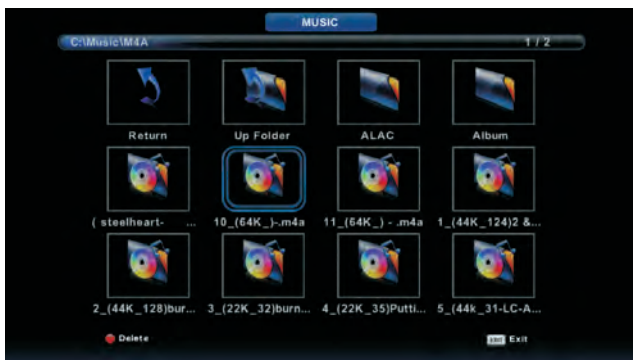 MUSIC
C:\Music\M4A
1 / 2
Return
Up Folder
ALAC
Album
( steelheart- ...
10_(64K_)-.m4a
11_(64K_) - .m4a
1_(44K_124)2 &...
2_(44K_128)bur...
3_(22K_32)burn...
4_(22K_35)Putti...
5_(44k_31-LC-A...
Delete
Exit